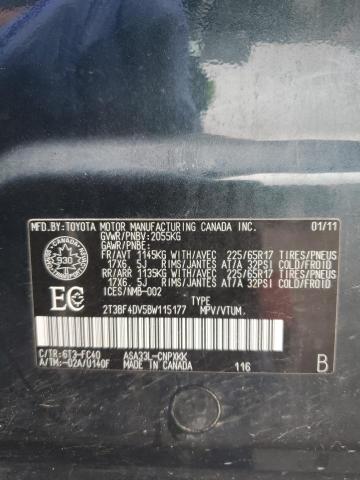 MFD.BY:TOYOTA MOTOR MANUFACTURING CANADA INC. 01/11
GVWR/PNBV:2055KG
GAWR/PNBE:
FR/AVT 1145KG WITH/AVEC 225/65R17 TIRES/PNEUS
17X6.5J RIMS/JANTES AT/A 32PSI COLD/FROID
RR/ARR 1135KG WITH/AVEC 225/65R17 TIRES/PNEUS
17X6.5J RIMS/JANTES AT/A 32PSI COLD/FROID
ICES/NMB-002
2T3BF4DV5BW115177 TYPE: MPV/VTUM.
930
EC
C/TR:6T3-FC40 ASA33L-CNPXKK
A/TM:-02A/U140F MADE IN CANADA 116 B